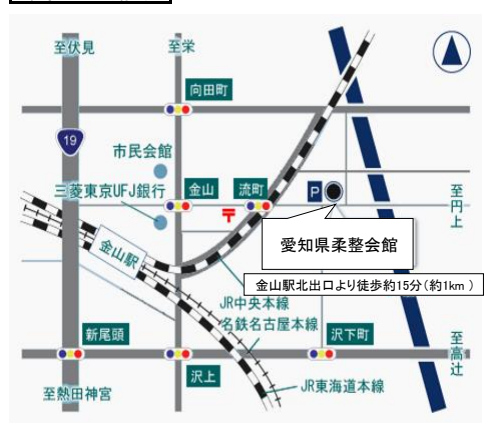 至伏見
至栄
向田町
19
市民会館
三菱東京UFJ銀行
金山
流町
P
至円上
〒
愛知県柔整会館
金山駅
金山駅北出口より徒歩約15分（約1km ）
JR中央本線
名鉄名古屋本線
新尾頭
沢下町
至高辻
沢上
JR東海道本線
至熱田神宮